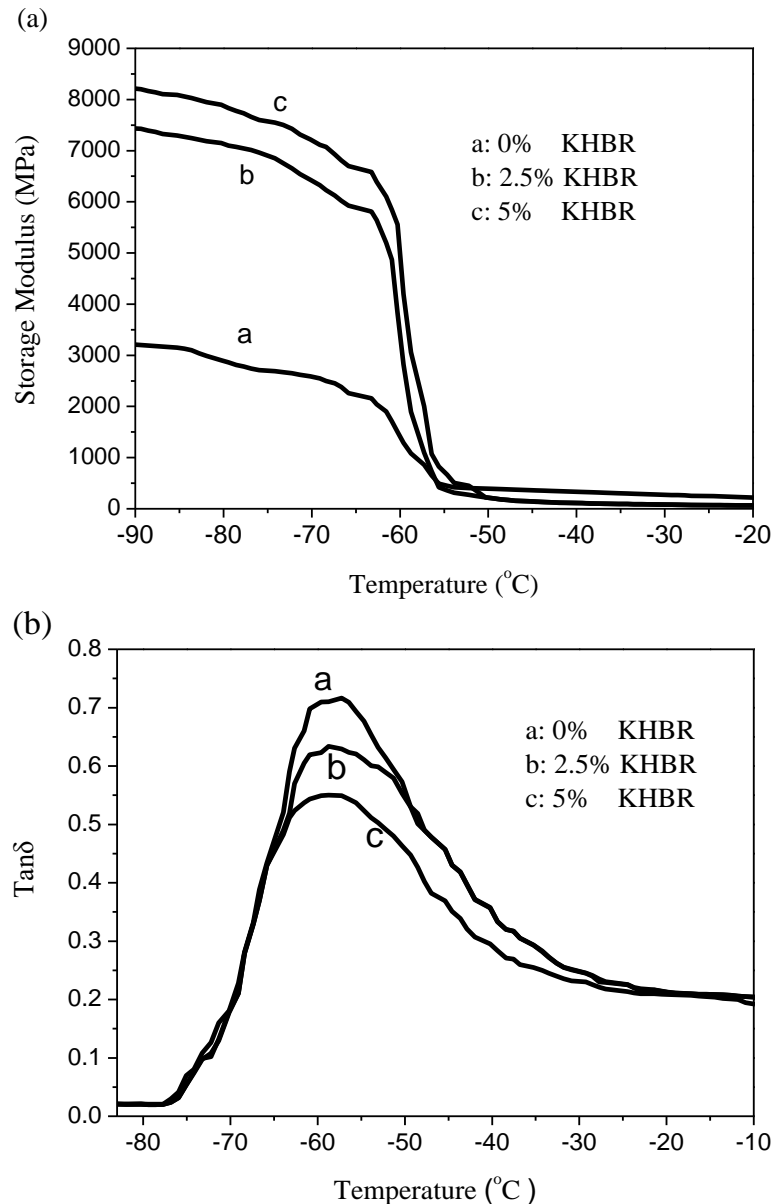 (a)
9000
8000
7000
6000
5000
4000
3000
2000
1000
0
Storage Modulus (MPa)
c
b
a
a: 0% KHBR
b: 2.5% KHBR
c: 5% KHBR
-90 -80 -70 -60 -50 -40 -30 -20
Temperature (°C)
(b)
0.8
0.7
0.6
0.5
0.4
0.3
0.2
0.1
0.0
Tanδ
a
b
c
a: 0% KHBR
b: 2.5% KHBR
c: 5% KHBR
-80 -70 -60 -50 -40 -30 -20 -10
Temperature (°C)